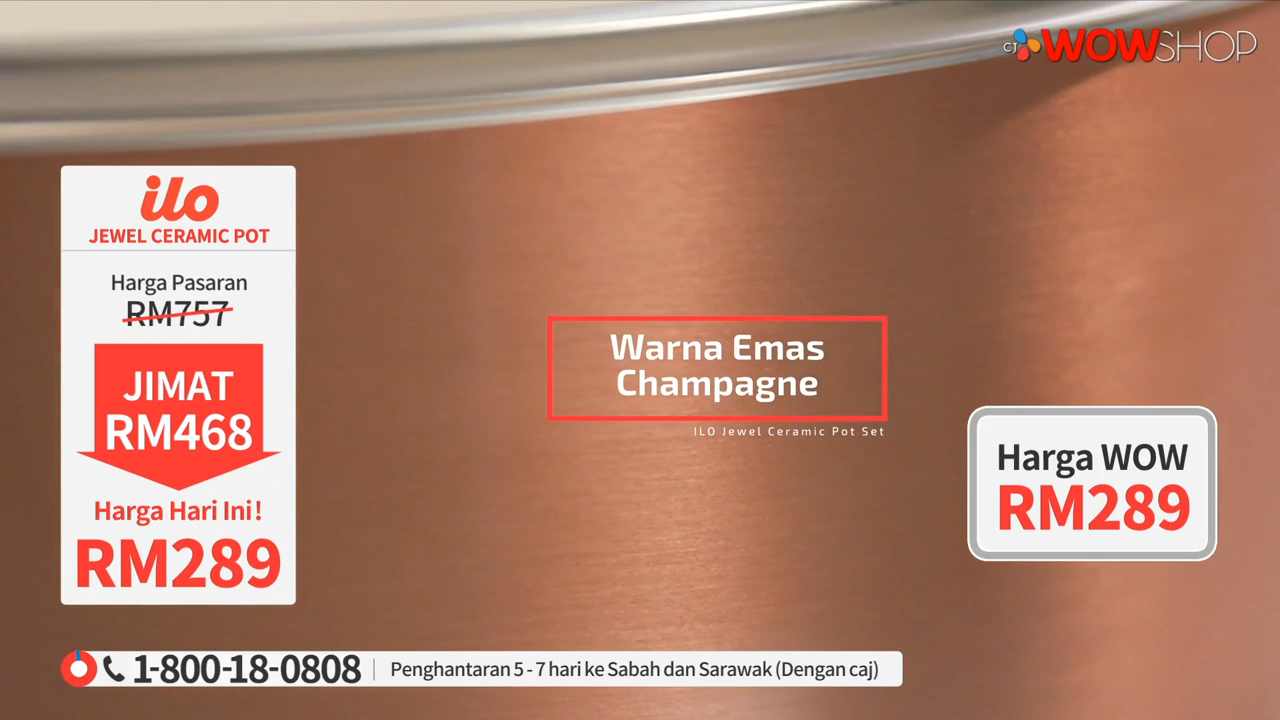 CJ WOWSHOP
ilo
JEWEL CERAMIC POT
Harga Pasaran
RM757
JIMAT
RM468
Harga Hari Ini!
RM289
Warna Emas
Champagne
ILO Jewel Ceramic Pot Set
Harga WOW
RM289
1-800-18-0808
Penghantaran 5 - 7 hari ke Sabah dan Sarawak (Dengan caj)